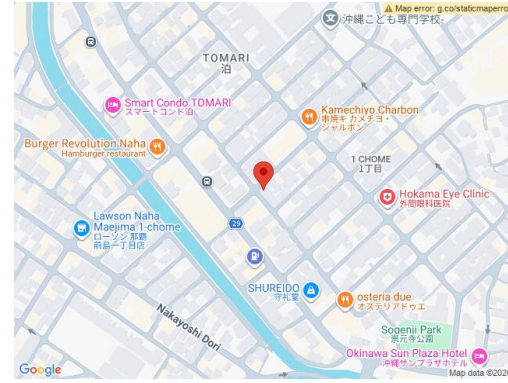 Map error: g.co/staticmaperro
沖縄こども専門学校
TOMARI
泊
Smart Condo TOMARI
スマートコンド泊
Kamechiyo Charbon
串焼き カメチヨ・
シャルボン
Burger Revolution Naha
Hamburger restaurant
1 CHOME
1丁目
Hokama Eye Clinic
外間眼科医院
Lawson Naha
Maejima 1-chome
ローソン 那覇
前島一丁目店
29
SHUREIDO
守礼堂
osteria due
オステリアドゥエ
Nakayoshi Dori
Sogenji Park
崇元寺公園
Okinawa Sun Plaza Hotel
沖縄サンプラザホテル
Google
Map data ©202